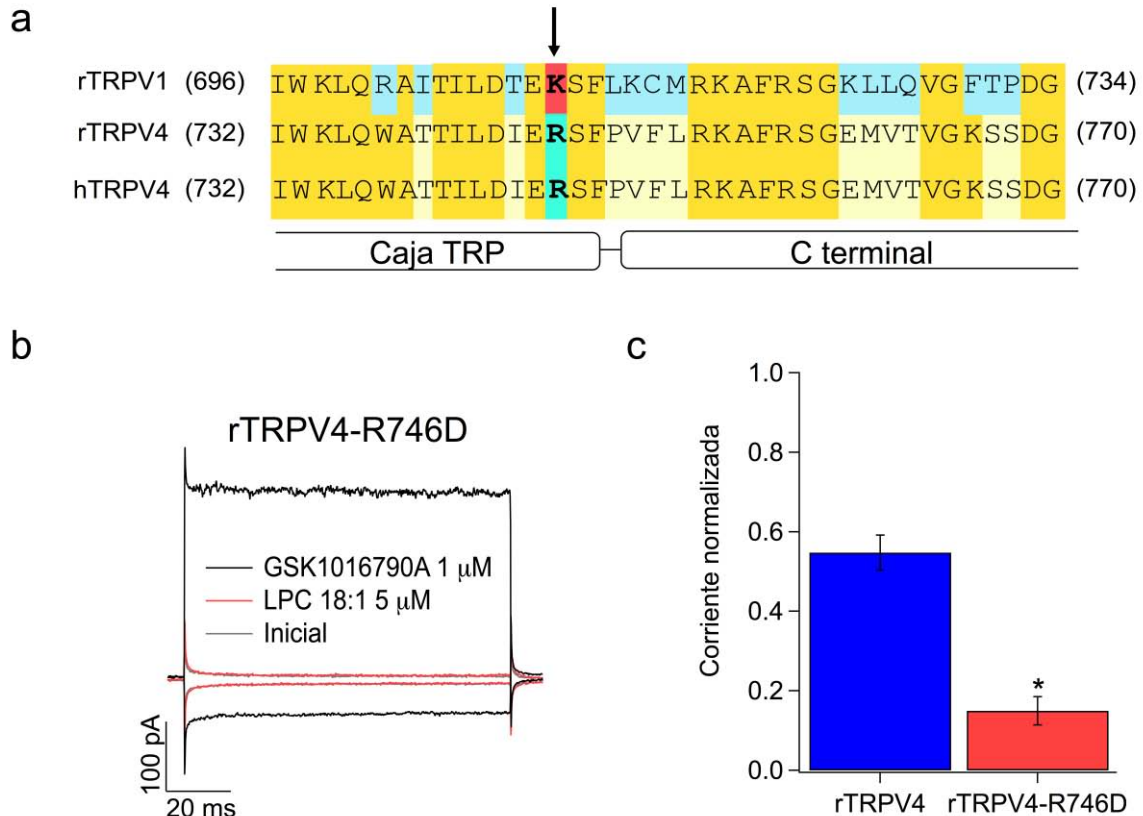 a
rTRPV1 (696) IWKLQRAITILDTEKSFLKCMRKAFRSGKLLQVGFTPDG (734)
rTRPV4 (732) IWKLQWATTILDIERSFPVFLRKAFRSGEMVTVGKSSDG (770)
hTRPV4 (732) IWKLQWATTILDIERSFPVFLRKAFRSGEMVTVGKSSDG (770)
Caja TRP C terminal
b
rTRPV4-R746D
GSK1016790A 1 μM
LPC 18:1 5 μM
Inicial
100 pA
20 ms
c
Corriente normalizada
1.0
0.8
0.6
0.4
0.2
0.0
*
rTRPV4 rTRPV4-R746D